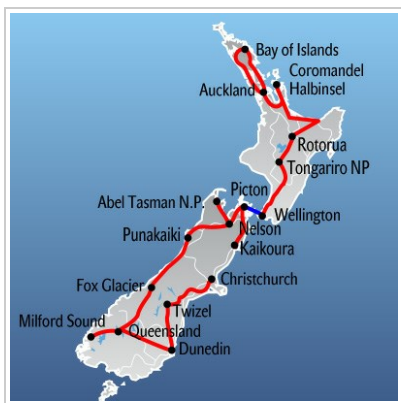 Bay of Islands
Coromandel
Halbinsel
Auckland
Rotorua
Tongariro NP
Picton
Abel Tasman N.P.
Wellington
Nelson
Punakaiki
Kaikoura
Christchurch
Fox Glacier
Twizel
Milford Sound
Queensland
Dunedin